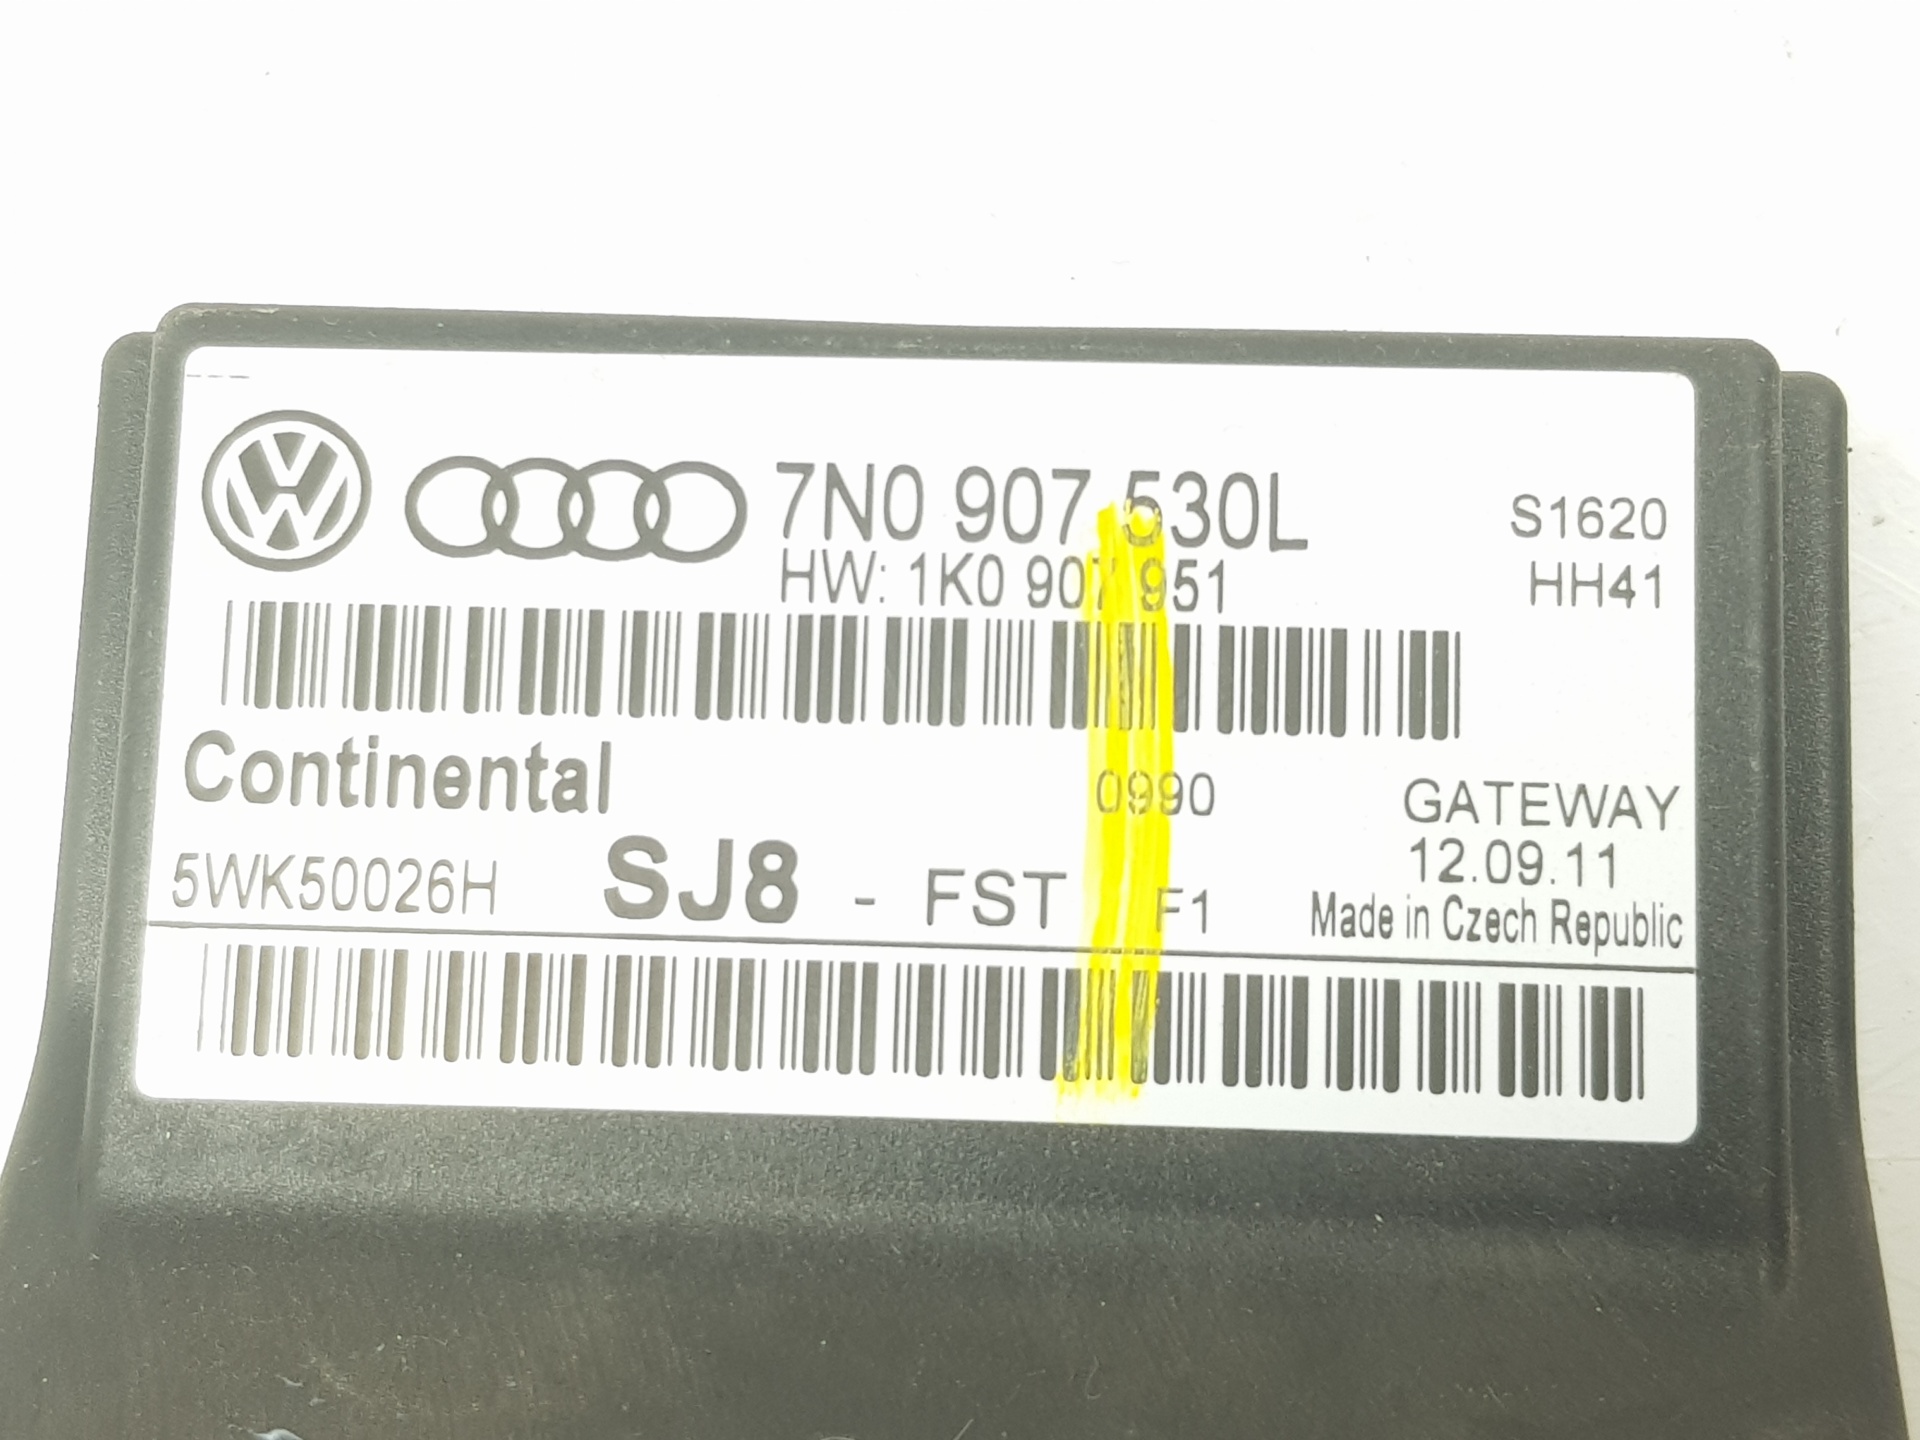 7N0 907 530L S1620
HW: 1K0 907 951 HH41
Continental 0990 GATEWAY
12.09.11
5WK50026H SJ8 - FST F1 Made in Czech Republic